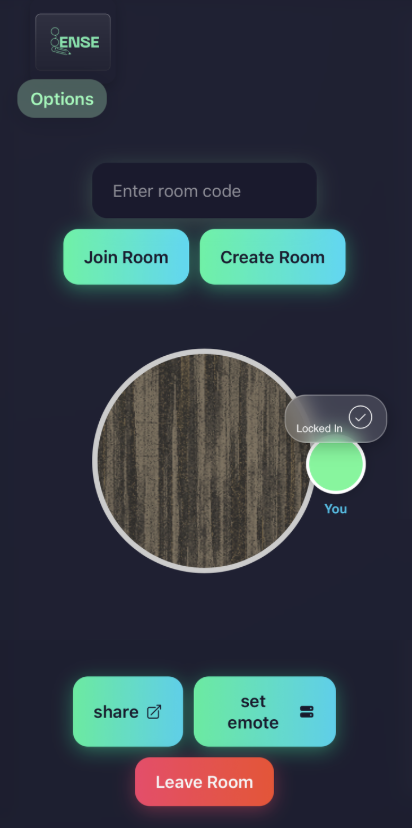 ENSE
Options
Enter room code
Join Room
Create Room
Locked In
You
share
set
emote
Leave Room